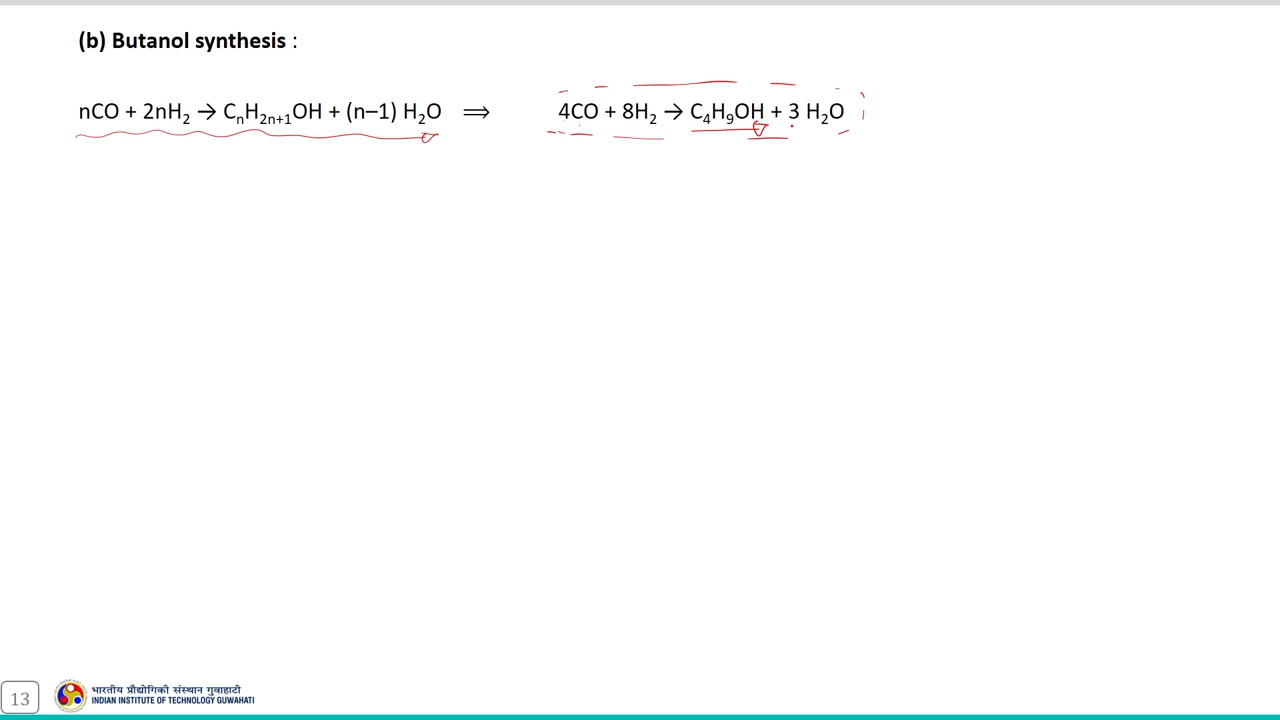 (b) Butanol synthesis :
nCO + 2nH₂ → CₙH₂ₙ₊₁OH + (n–1) H₂O ⟹ 4CO + 8H₂ → C₄H₉OH + 3 H₂O
13
भारतीय प्रौद्योगिकी संस्थान गुवाहाटी
INDIAN INSTITUTE OF TECHNOLOGY GUWAHATI